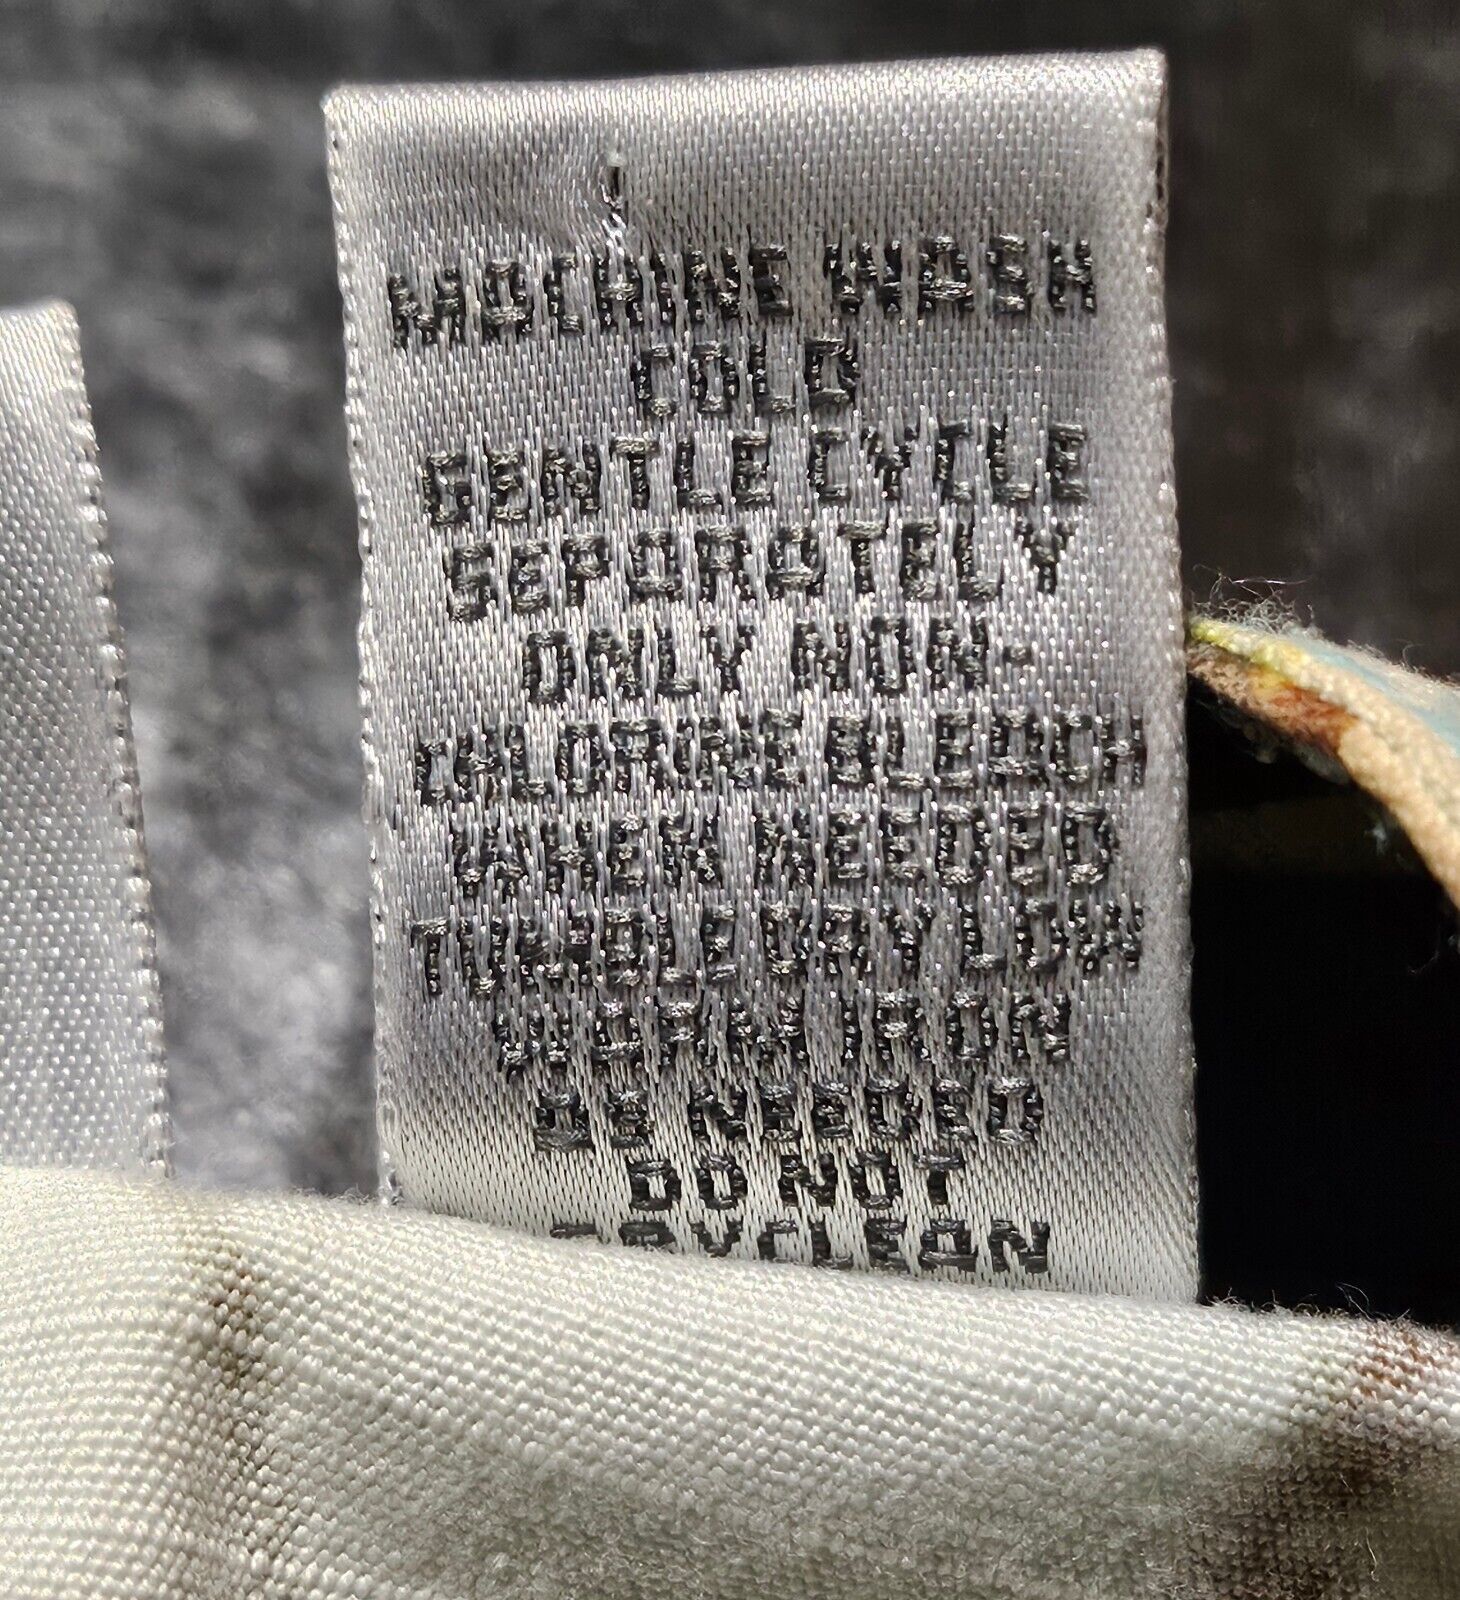 MACHINE WASH
COLD
GENTLE CYCLE
SEPARATELY
ONLY NON-
CHLORINE BLEACH
WHEN NEEDED
TUMBLE DRY LOW
WARM IRON
AS NEEDED
DO NOT
DRYCLEAN